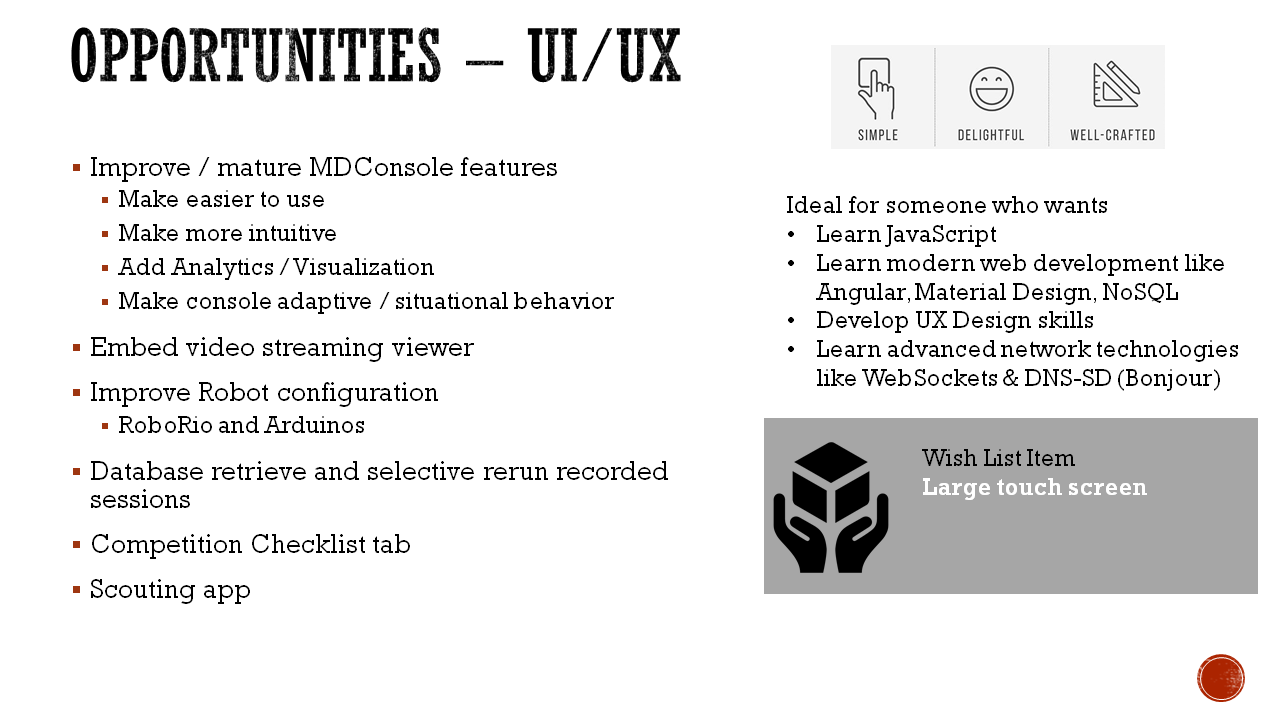 OPPORTUNITIES – UI/UX
SIMPLE
DELIGHTFUL
WELL-CRAFTED
Improve / mature MDConsole features
Make easier to use
Make more intuitive
Add Analytics / Visualization
Make console adaptive / situational behavior
Embed video streaming viewer
Improve Robot configuration
RoboRio and Arduinos
Database retrieve and selective rerun recorded
sessions
Competition Checklist tab
Scouting app
Ideal for someone who wants
• Learn JavaScript
• Learn modern web development like
Angular, Material Design, NoSQL
• Develop UX Design skills
• Learn advanced network technologies
like WebSockets & DNS-SD (Bonjour)
Wish List Item
Large touch screen